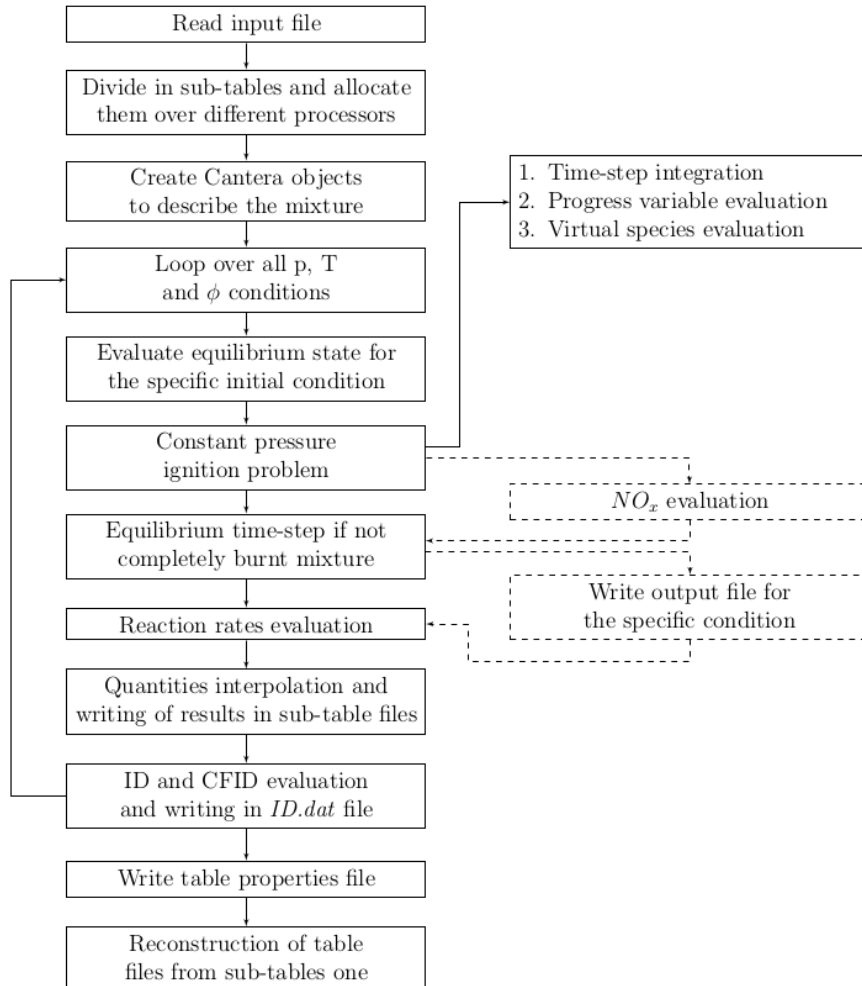 Read input file
Divide in sub-tables and allocate
them over different processors
Create Cantera objects
to describe the mixture
1. Time-step integration
2. Progress variable evaluation
3. Virtual species evaluation
Loop over all p, T
and ϕ conditions
Evaluate equilibrium state for
the specific initial condition
Constant pressure
ignition problem
NOₓ evaluation
Equilibrium time-step if not
completely burnt mixture
Write output file for
the specific condition
Reaction rates evaluation
Quantities interpolation and
writing of results in sub-table files
ID and CFID evaluation
and writing in ID.dat file
Write table properties file
Reconstruction of table
files from sub-tables one